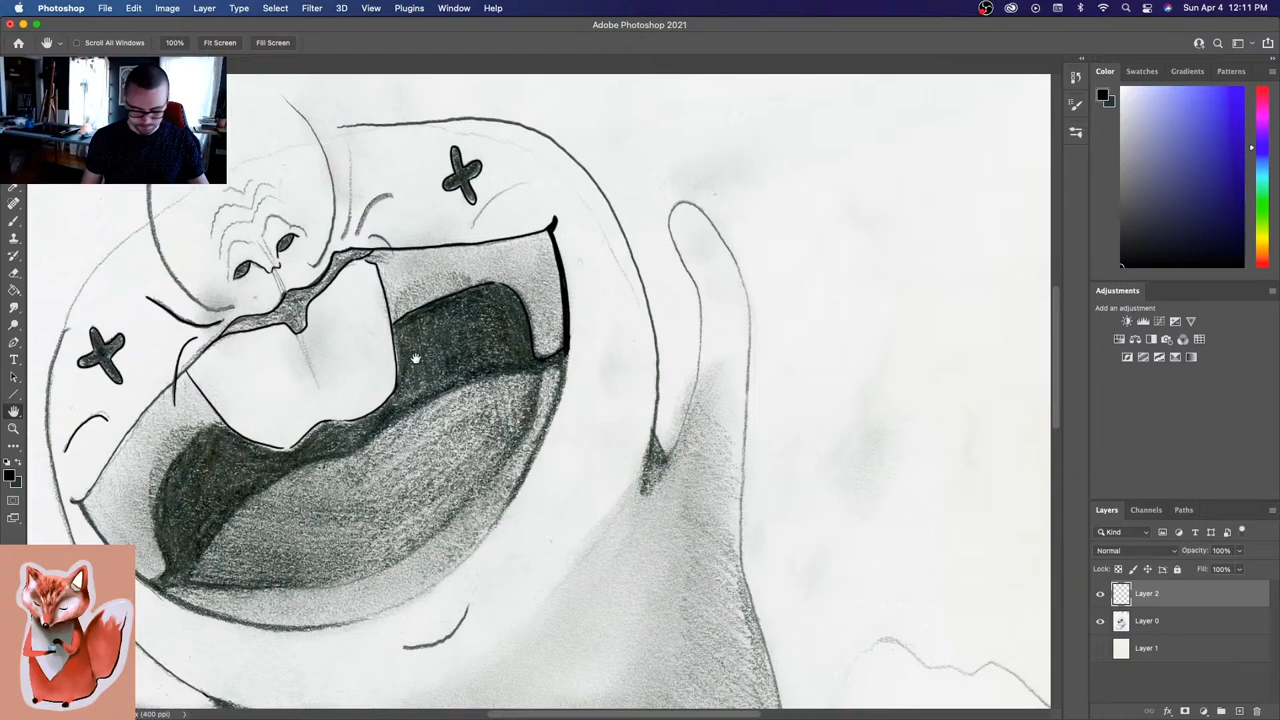 Photoshop File Edit Image Layer Type Select Filter 3D View Plugins Window Help Sun Apr 4 12:11 PM
Adobe Photoshop 2021
Scroll All Windows 100% Fit Screen Fill Screen
Color Swatches Gradients Patterns
Adjustments
Add an adjustment
Layers Channels Paths
Kind
Normal Opacity: 100%
Lock: Fill: 100%
Layer 2
Layer 0
Layer 1
(400 ppi)